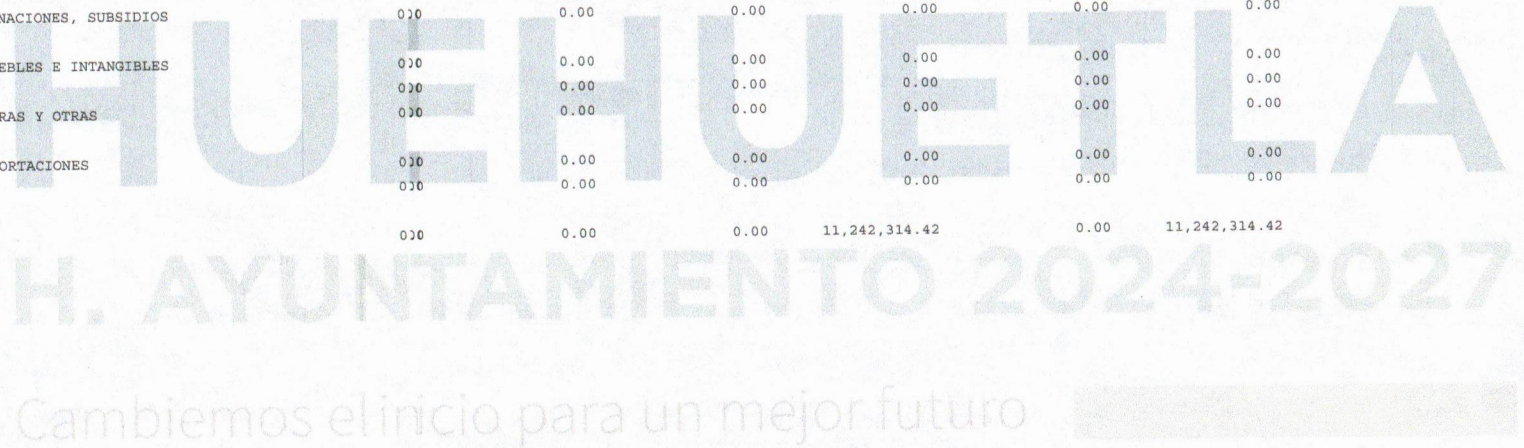 NACIONES, SUBSIDIOS 0.00 0.00 0.00 0.00 0.00
EBLES E INTANGIBLES 0.00 0.00 0.00 0.00 0.00
0.00 0.00 0.00 0.00 0.00
RAS Y OTRAS 0.00 0.00 0.00 0.00 0.00
ORTACIONES 0.00 0.00 0.00 0.00 0.00
0.00 0.00 0.00 0.00 0.00
0.00 0.00 11,242,314.42 0.00 11,242,314.42
HUEHUETLA
H. AYUNTAMIENTO 2024-2027
Cambiemos el inicio para un mejor futuro